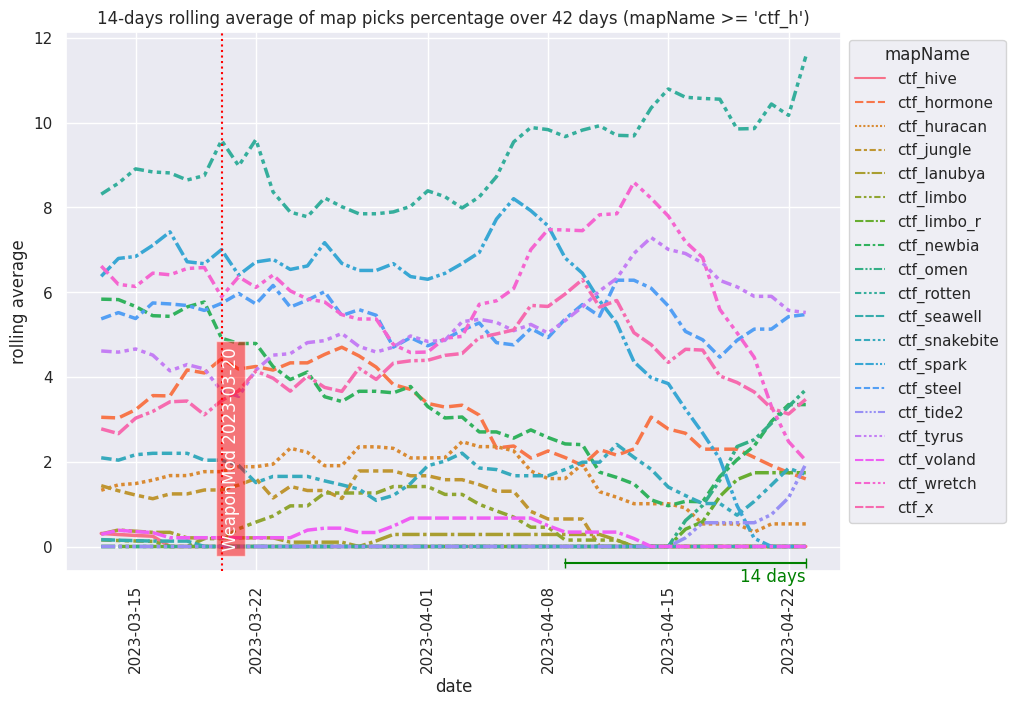 14-days rolling average of map picks percentage over 42 days (mapName >= 'ctf_h')
rolling average
12
10
8
6
4
2
0
WeaponMod 2023-03-20
14 days
2023-03-15
2023-03-22
2023-04-01
2023-04-08
2023-04-15
2023-04-22
date
mapName
ctf_hive
ctf_hormone
ctf_huracan
ctf_jungle
ctf_lanubya
ctf_limbo
ctf_limbo_r
ctf_newbia
ctf_omen
ctf_rotten
ctf_seawell
ctf_snakebite
ctf_spark
ctf_steel
ctf_tide2
ctf_tyrus
ctf_voland
ctf_wretch
ctf_x